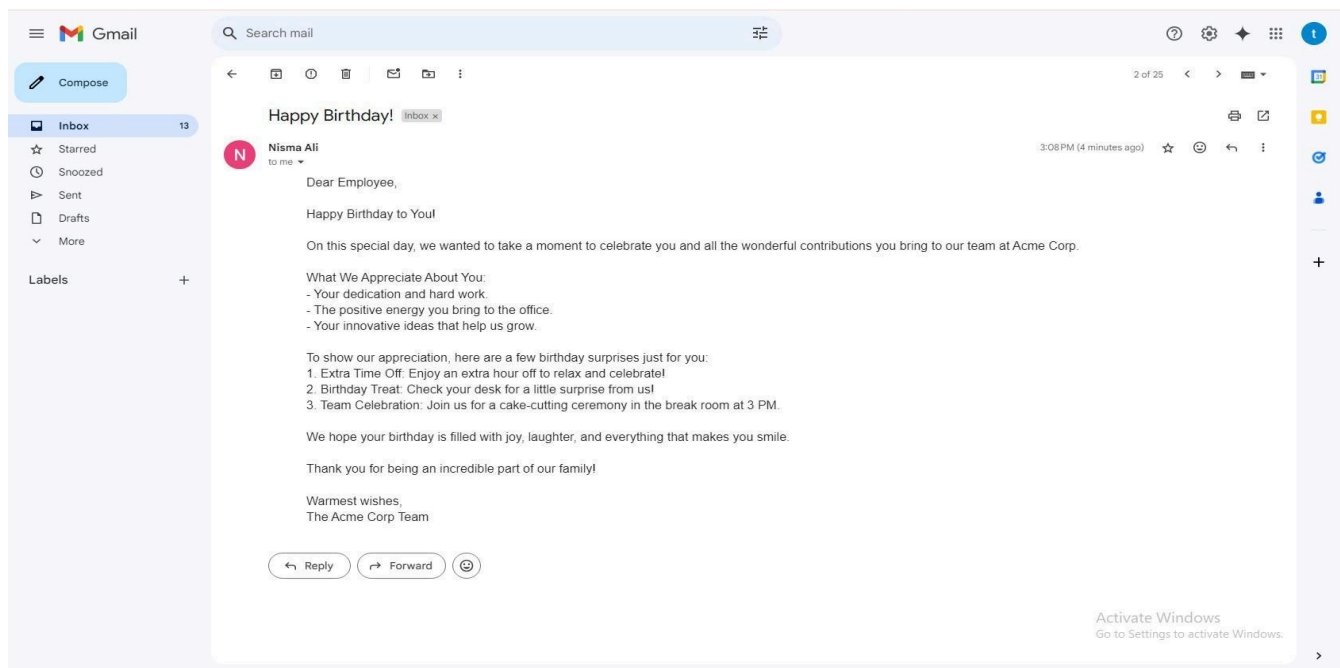 Gmail
Search mail
t
Compose
2 of 25
31
Happy Birthday! Inbox x
Inbox 13
Starred
Snoozed
Sent
Drafts
More
Labels
N
Nisma Ali
3:08 PM (4 minutes ago)
to me
Dear Employee,
Happy Birthday to You!
On this special day, we wanted to take a moment to celebrate you and all the wonderful contributions you bring to our team at Acme Corp.
What We Appreciate About You:
- Your dedication and hard work.
- The positive energy you bring to the office.
- Your innovative ideas that help us grow.
To show our appreciation, here are a few birthday surprises just for you:
1. Extra Time Off: Enjoy an extra hour off to relax and celebrate!
2. Birthday Treat: Check your desk for a little surprise from us!
3. Team Celebration: Join us for a cake-cutting ceremony in the break room at 3 PM.
We hope your birthday is filled with joy, laughter, and everything that makes you smile.
Thank you for being an incredible part of our family!
Warmest wishes,
The Acme Corp Team
Reply
Forward
Activate Windows
Go to Settings to activate Windows.